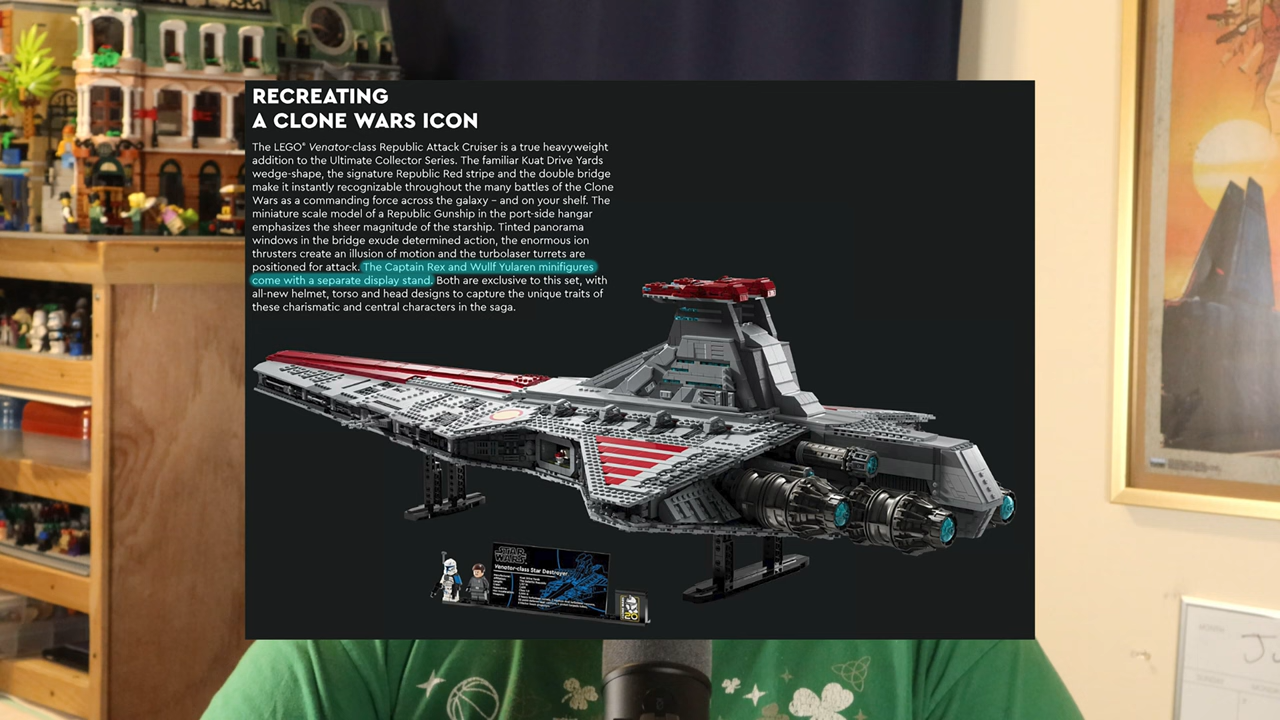 RECREATING
A CLONE WARS ICON
The LEGO® Venator-class Republic Attack Cruiser is a true heavyweight
addition to the Ultimate Collector Series. The familiar Kuat Drive Yards
wedge-shape, the signature Republic Red stripe and the double bridge
make it instantly recognizable throughout the many battles of the Clone
Wars as a commanding force across the galaxy – and on your shelf. The
miniature scale model of a Republic Gunship in the port-side hangar
emphasizes the sheer magnitude of the starship. Tinted panorama
windows in the bridge exude determined action, the enormous ion
thrusters create an illusion of motion and the turbolaser turrets are
positioned for attack. The Captain Rex and Wullf Yularen minifigures
come with a separate display stand. Both are exclusive to this set, with
all-new helmet, torso and head designs to capture the unique traits of
these charismatic and central characters in the saga.
STAR
WARS
Venator-class Star Destroyer
20
MONTH
SUNDAY